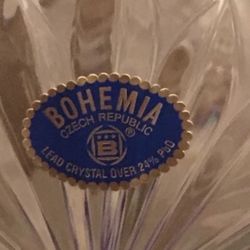 BOHEMIA
CZECH REPUBLIC
B ®
LEAD CRYSTAL OVER 24% PbO